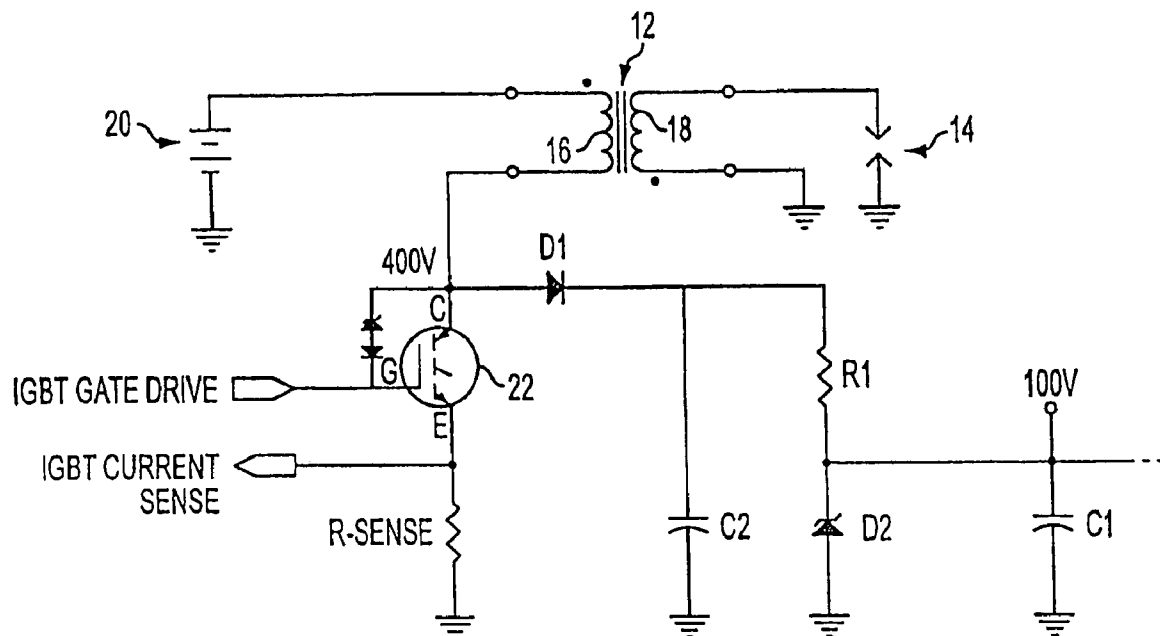 12
20
16
18
14
400V
D1
C
G
22
E
IGBT GATE DRIVE
R1
100V
IGBT CURRENT
SENSE
R-SENSE
C2
D2
C1